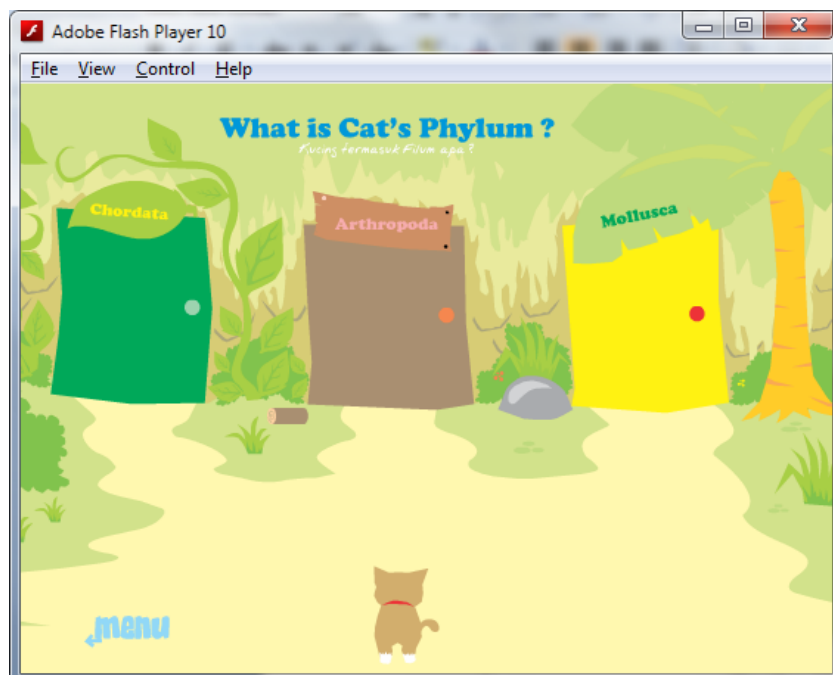 Adobe Flash Player 10
File View Control Help
What is Cat's Phylum ?
Kucing termasuk Filum apa ?
Chordata
Arthropoda
Mollusca
menu